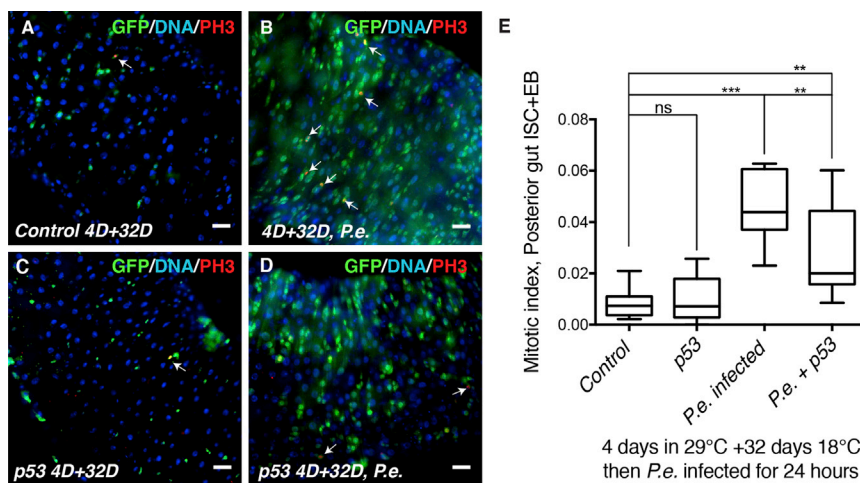 A GFP/DNA/PH3
Control 4D+32D
B GFP/DNA/PH3
4D+32D, P.e.
C GFP/DNA/PH3
p53 4D+32D
D GFP/DNA/PH3
p53 4D+32D, P.e.
E
**
*** **
ns
Mitotic index, Posterior gut ISC+EB
0.08
0.06
0.04
0.02
0.00
Control
p53
P.e. infected
P.e. + p53
4 days in 29°C +32 days 18°C
then P.e. infected for 24 hours